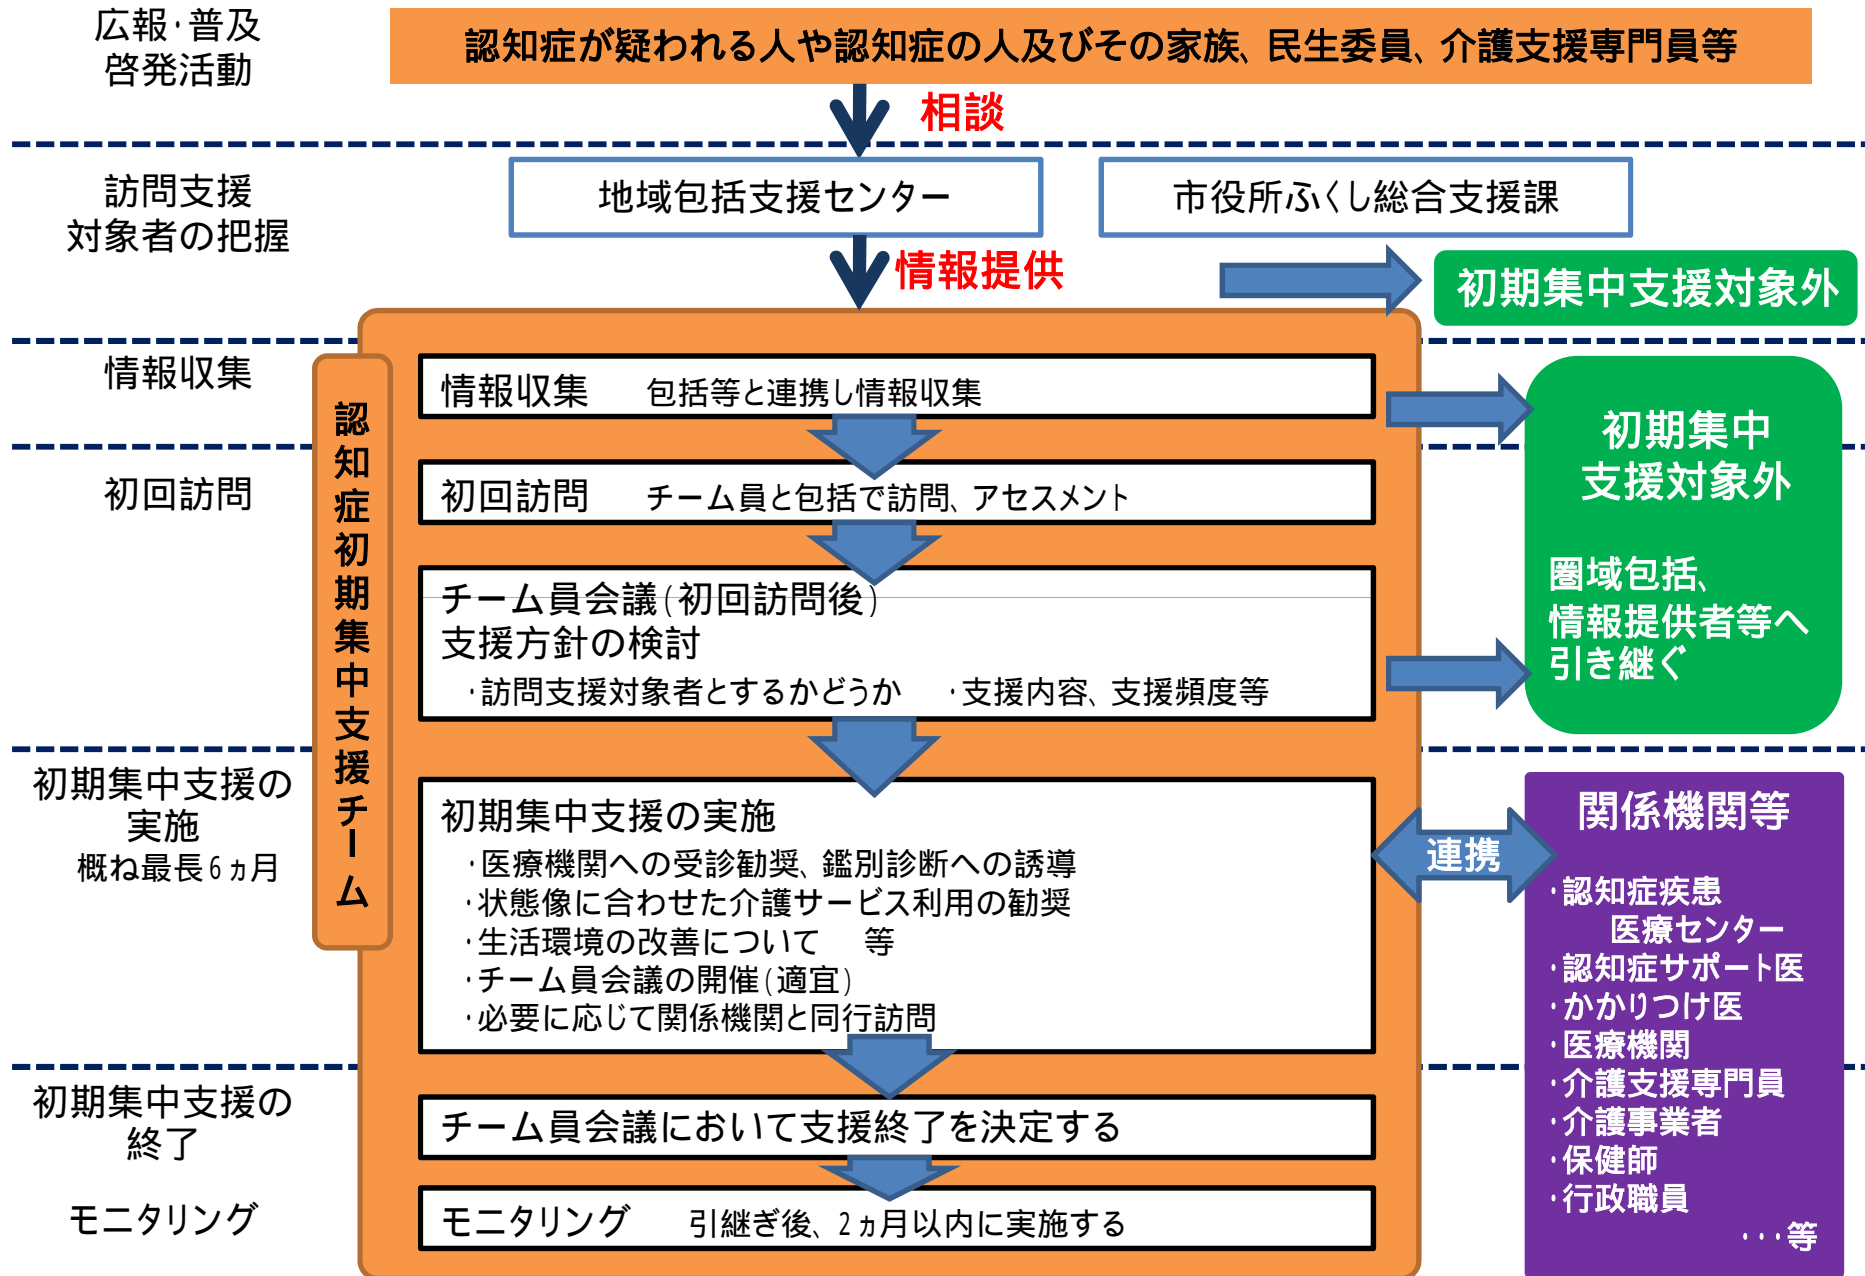 広報・普及
啓発活動
認知症が疑われる人や認知症の人及びその家族、民生委員、介護支援専門員等
相談
訪問支援
対象者の把握
地域包括支援センター
市役所ふくし総合支援課
情報提供
初期集中支援対象外
認知症初期集中支援チーム
情報収集
情報収集 包括等と連携し情報収集
初回訪問
初回訪問 チーム員と包括で訪問、アセスメント
チーム員会議(初回訪問後)
支援方針の検討
・訪問支援対象者とするかどうか ・支援内容、支援頻度等
初期集中
支援対象外
圏域包括、
情報提供者等へ
引き継ぐ
初期集中支援の
実施
概ね最長6ヵ月
初期集中支援の実施
・医療機関への受診勧奨、鑑別診断への誘導
・状態像に合わせた介護サービス利用の勧奨
・生活環境の改善について 等
・チーム員会議の開催(適宜)
・必要に応じて関係機関と同行訪問
連携
関係機関等
・認知症疾患
医療センター
・認知症サポート医
・かかりつけ医
・医療機関
・介護支援専門員
・介護事業者
・保健師
・行政職員
・・・等
初期集中支援の
終了
チーム員会議において支援終了を決定する
モニタリング
モニタリング 引継ぎ後、2ヵ月以内に実施する